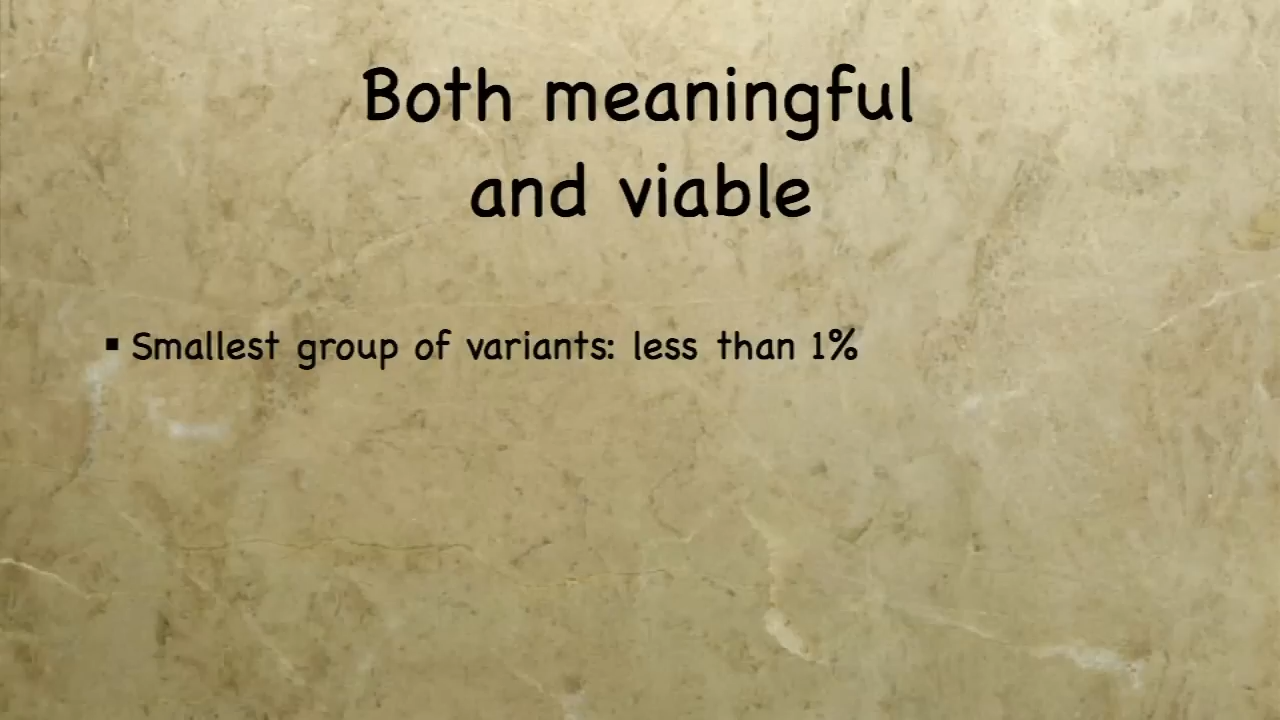 Both meaningful
and viable
▪ Smallest group of variants: less than 1%